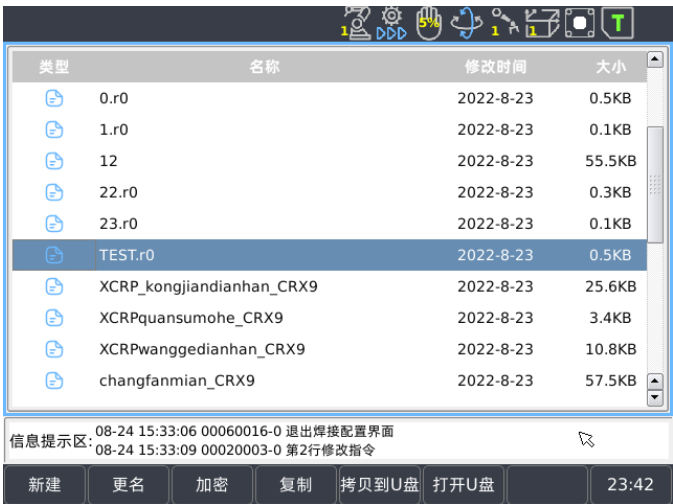 1 5% 1 1 T
类型 名称 修改时间 大小
0.r0 2022-8-23 0.5KB
1.r0 2022-8-23 0.1KB
12 2022-8-23 55.5KB
22.r0 2022-8-23 0.3KB
23.r0 2022-8-23 0.1KB
TEST.r0 2022-8-23 0.5KB
XCRP_kongjiandianhan_CRX9 2022-8-23 25.6KB
XCRPquansumohe_CRX9 2022-8-23 3.4KB
XCRPwanggedianhan_CRX9 2022-8-23 10.8KB
changfanmian_CRX9 2022-8-23 57.5KB
信息提示区:
08-24 15:33:06 00060016-0 退出焊接配置界面
08-24 15:33:09 00020003-0 第2行修改指令
新建 更名 加密 复制 拷贝到U盘 打开U盘 23:42